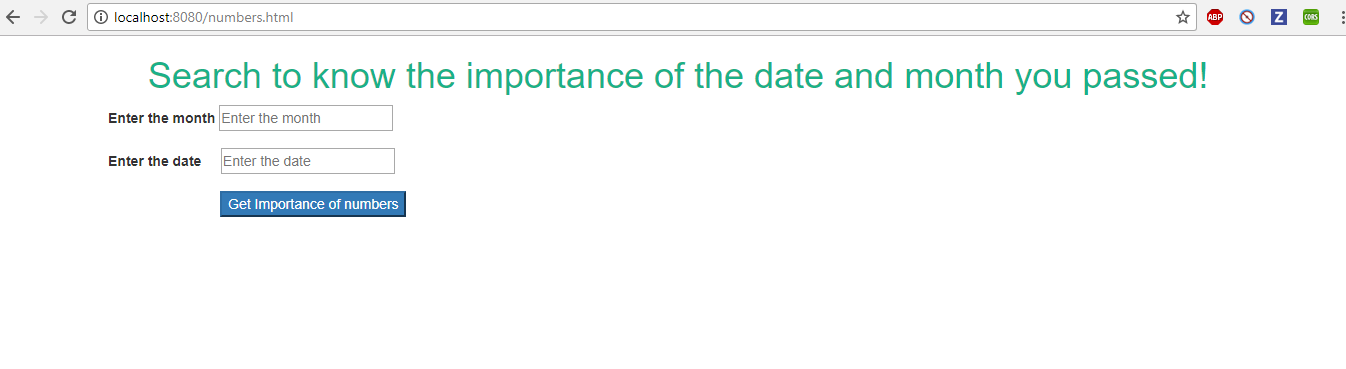 localhost:8080/numbers.html
ABP
Z
CORS
Search to know the importance of the date and month you passed!
Enter the month Enter the month
Enter the date Enter the date
Get Importance of numbers